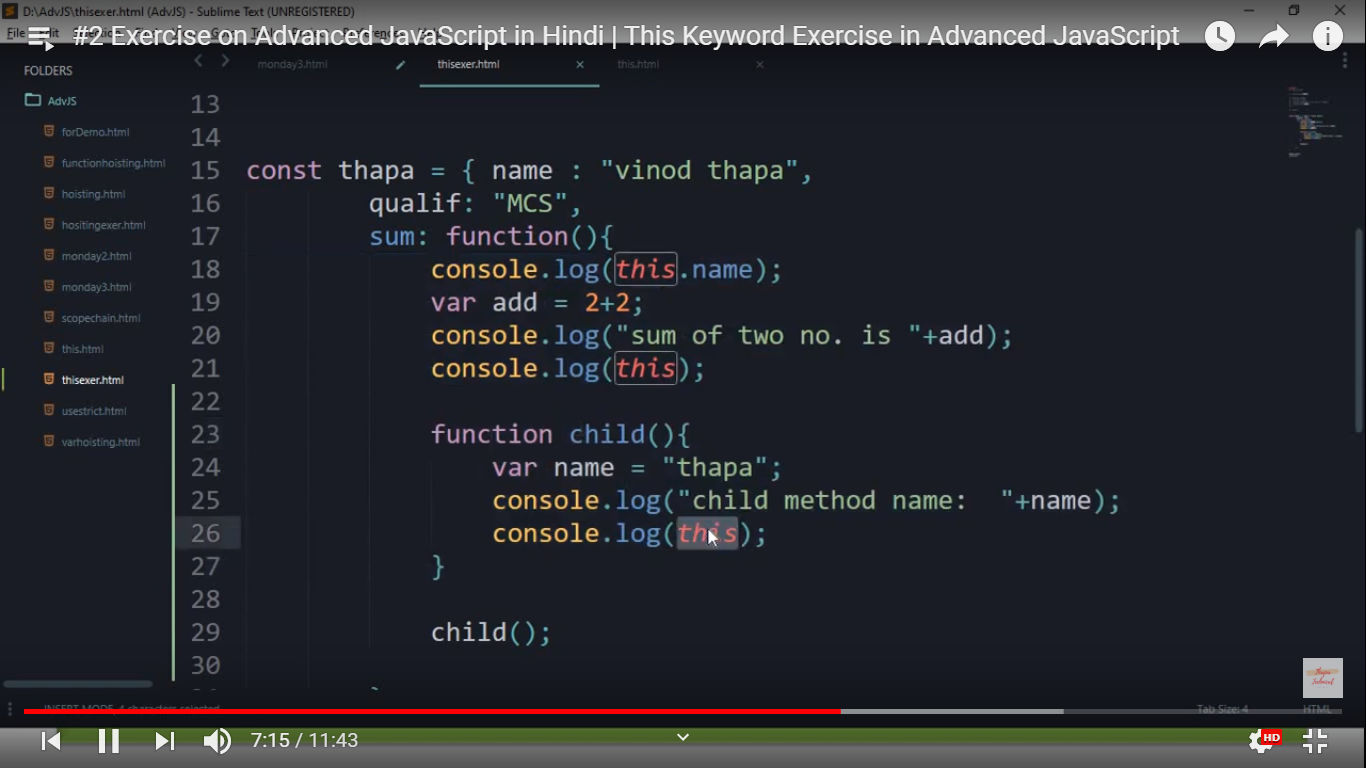 D:\AdvJS\thisexer.html (AdvJS) - Sublime Text (UNREGISTERED)
#2 Exercise on Advanced JavaScript in Hindi | This Keyword Exercise in Advanced JavaScript
FOLDERS
AdvJS
forDemo.html
functionhoisting.html
hoisting.html
hositingexer.html
monday2.html
monday3.html
scopechain.html
this.html
thisexer.html
usestrict.html
varhoisting.html
monday3.html thisexer.html this.html
13
14
15 const thapa = { name : "vinod thapa",
16 qualif: "MCS",
17 sum: function(){
18 console.log(this.name);
19 var add = 2+2;
20 console.log("sum of two no. is "+add);
21 console.log(this);
22
23 function child(){
24 var name = "thapa";
25 console.log("child method name:  "+name);
26 console.log(this);
27 }
28
29 child();
30
INSERT MODE, 4 characters selected Tab Size: 4 HTML
7:15 / 11:43 HD